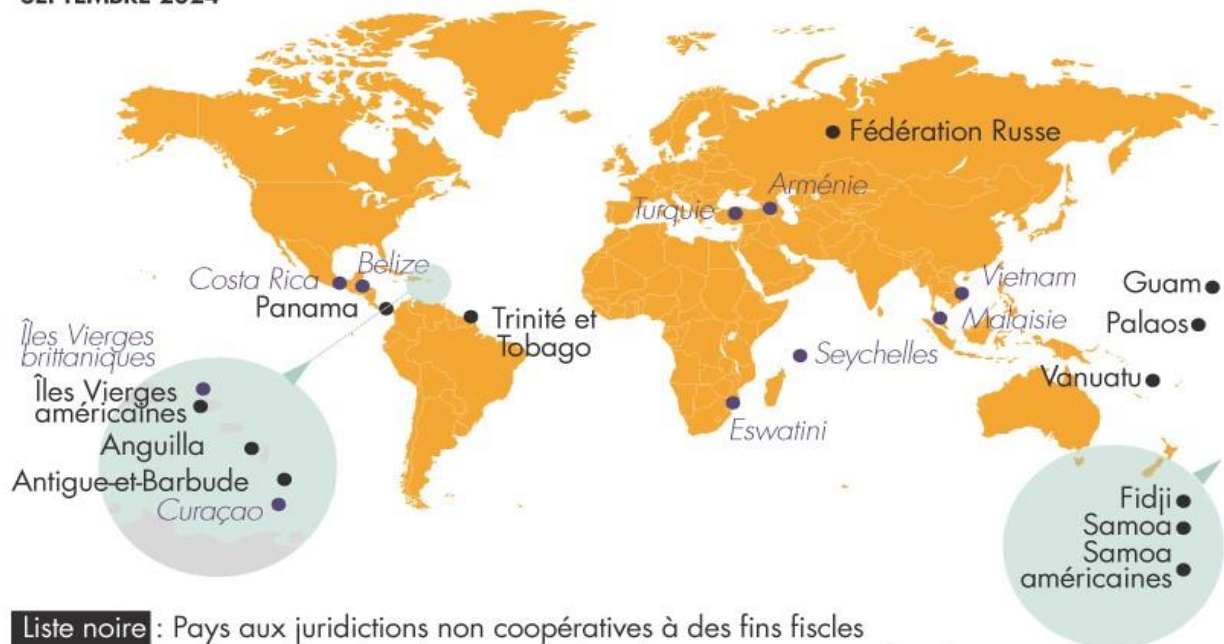 SEPTEMBRE 2024
Fédération Russe
Arménie
Turquie
Costa Rica
Belize
Panama
Trinité et
Tobago
Vietnam
Malaisie
Seychelles
Eswatini
Guam
Palaos
Vanuatu
Îles Vierges
brittaniques
Îles Vierges
américaines
Anguilla
Antigue-et-Barbude
Curaçao
Fidji
Samoa
Samoa
américaines
Liste noire : Pays aux juridictions non coopératives à des fins fiscles